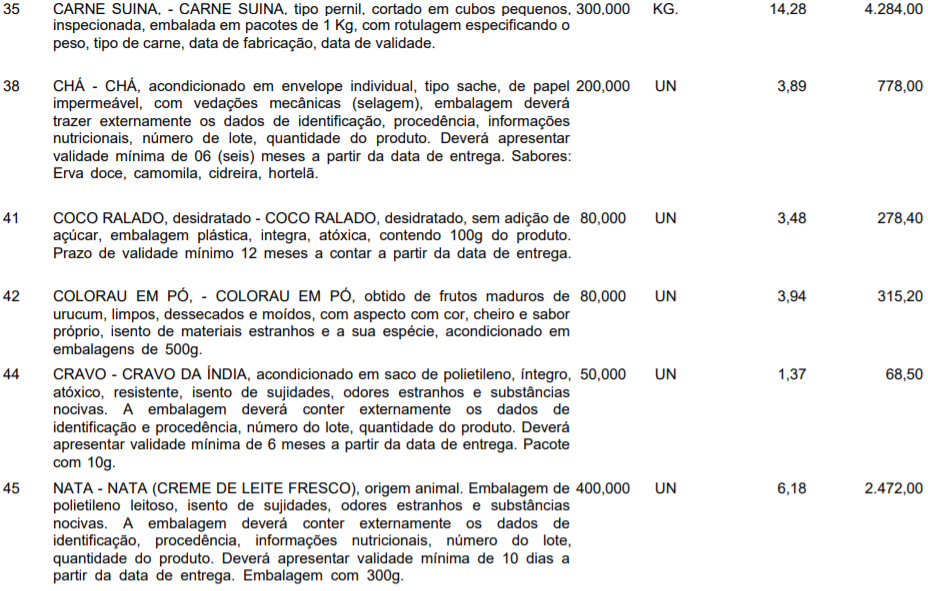 35 CARNE SUINA, - CARNE SUINA, tipo pernil, cortado em cubos pequenos, 300,000 KG. 14,28 4.284,00
inspecionada, embalada em pacotes de 1 Kg, com rotulagem especificando o
peso, tipo de carne, data de fabricação, data de validade.
38 CHÁ - CHÁ, acondicionado em envelope individual, tipo sache, de papel 200,000 UN 3,89 778,00
impermeável, com vedações mecânicas (selagem), embalagem deverá
trazer externamente os dados de identificação, procedência, informações
nutricionais, número de lote, quantidade do produto. Deverá apresentar
validade mínima de 06 (seis) meses a partir da data de entrega. Sabores:
Erva doce, camomila, cidreira, hortelã.
41 COCO RALADO, desidratado - COCO RALADO, desidratado, sem adição de 80,000 UN 3,48 278,40
açúcar, embalagem plástica, integra, atóxica, contendo 100g do produto.
Prazo de validade mínimo 12 meses a contar a partir da data de entrega.
42 COLORAU EM PÓ, - COLORAU EM PÓ, obtido de frutos maduros de 80,000 UN 3,94 315,20
urucum, limpos, dessecados e moídos, com aspecto com cor, cheiro e sabor
próprio, isento de materiais estranhos e a sua espécie, acondicionado em
embalagens de 500g.
44 CRAVO - CRAVO DA ÍNDIA, acondicionado em saco de polietileno, íntegro, 50,000 UN 1,37 68,50
atóxico, resistente, isento de sujidades, odores estranhos e substâncias
nocivas. A embalagem deverá conter externamente os dados de
identificação e procedência, número do lote, quantidade do produto. Deverá
apresentar validade mínima de 6 meses a partir da data de entrega. Pacote
com 10g.
45 NATA - NATA (CREME DE LEITE FRESCO), origem animal. Embalagem de 400,000 UN 6,18 2.472,00
polietileno leitoso, isento de sujidades, odores estranhos e substâncias
nocivas. A embalagem deverá conter externamente os dados de
identificação, procedência, informações nutricionais, número do lote,
quantidade do produto. Deverá apresentar validade mínima de 10 dias a
partir da data de entrega. Embalagem com 300g.